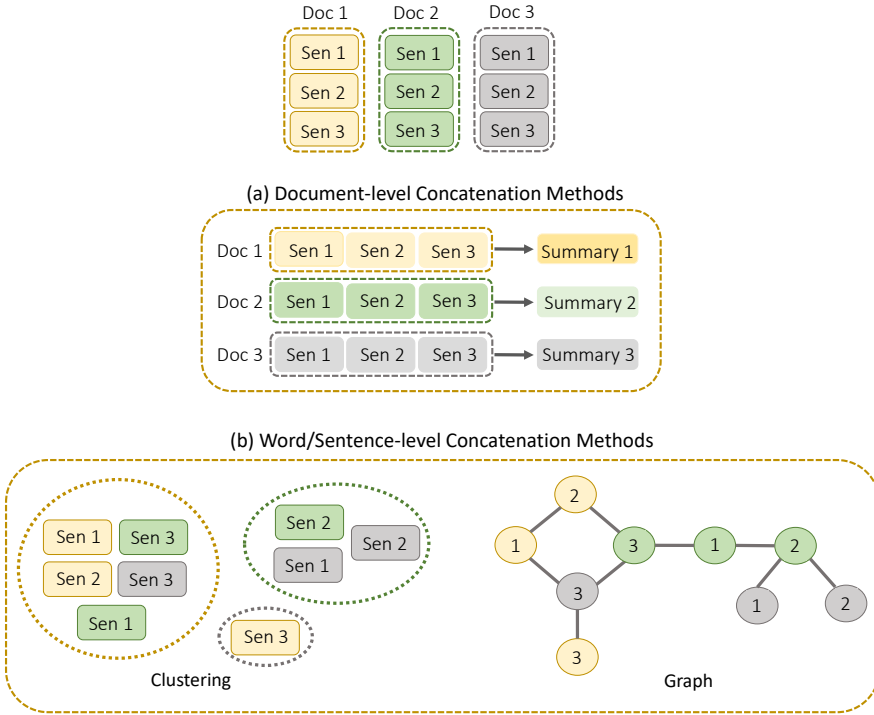 Doc 1 Doc 2 Doc 3
Sen 1 Sen 1 Sen 1
Sen 2 Sen 2 Sen 2
Sen 3 Sen 3 Sen 3
(a) Document-level Concatenation Methods
Doc 1 Sen 1 Sen 2 Sen 3 Summary 1
Doc 2 Sen 1 Sen 2 Sen 3 Summary 2
Doc 3 Sen 1 Sen 2 Sen 3 Summary 3
(b) Word/Sentence-level Concatenation Methods
Sen 1 Sen 3
Sen 2 Sen 3
Sen 1
Sen 2
Sen 2
Sen 1
Sen 3
Clustering
2
1 3 1 2
3 1 2
3
Graph